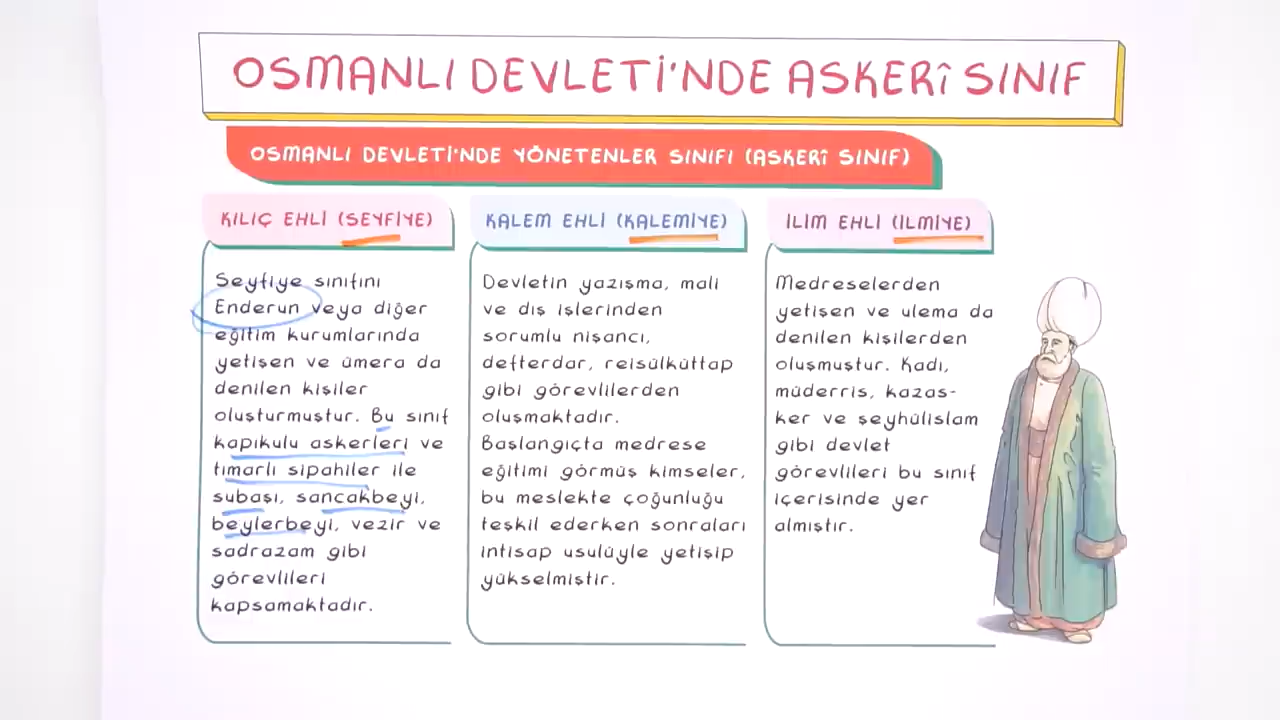 OSMANLI DEVLETİ'NDE ASKERÎ SINIF
OSMANLI DEVLETİ'NDE YÖNETENLER SINIFI (ASKERÎ SINIF)
KILIÇ EHLİ (SEYFİYE)
Seyfiye sınıfını
Enderun veya diğer
eğitim kurumlarında
yetişen ve ümera da
denilen kişiler
oluşturmuştur. Bu sınıf
kapıkulu askerleri ve
tımarlı sipahiler ile
subaşı, sancakbeyi,
beylerbeyi, vezir ve
sadrazam gibi
görevlileri
kapsamaktadır.
KALEM EHLİ (KALEMİYE)
Devletin yazışma, mali
ve dış işlerinden
sorumlu nişancı,
defterdar, reisülküttap
gibi görevlilerden
oluşmaktadır.
Başlangıçta medrese
eğitimi görmüş kimseler,
bu meslekte çoğunluğu
teşkil ederken sonraları
intisap usulüyle yetişip
yükselmiştir.
İLİM EHLİ (İLMİYE)
Medreselerden
yetişen ve ulema da
denilen kişilerden
oluşmuştur. Kadı,
müderris, kazas-
ker ve şeyhülislam
gibi devlet
görevlileri bu sınıf
içerisinde yer
almıştır.